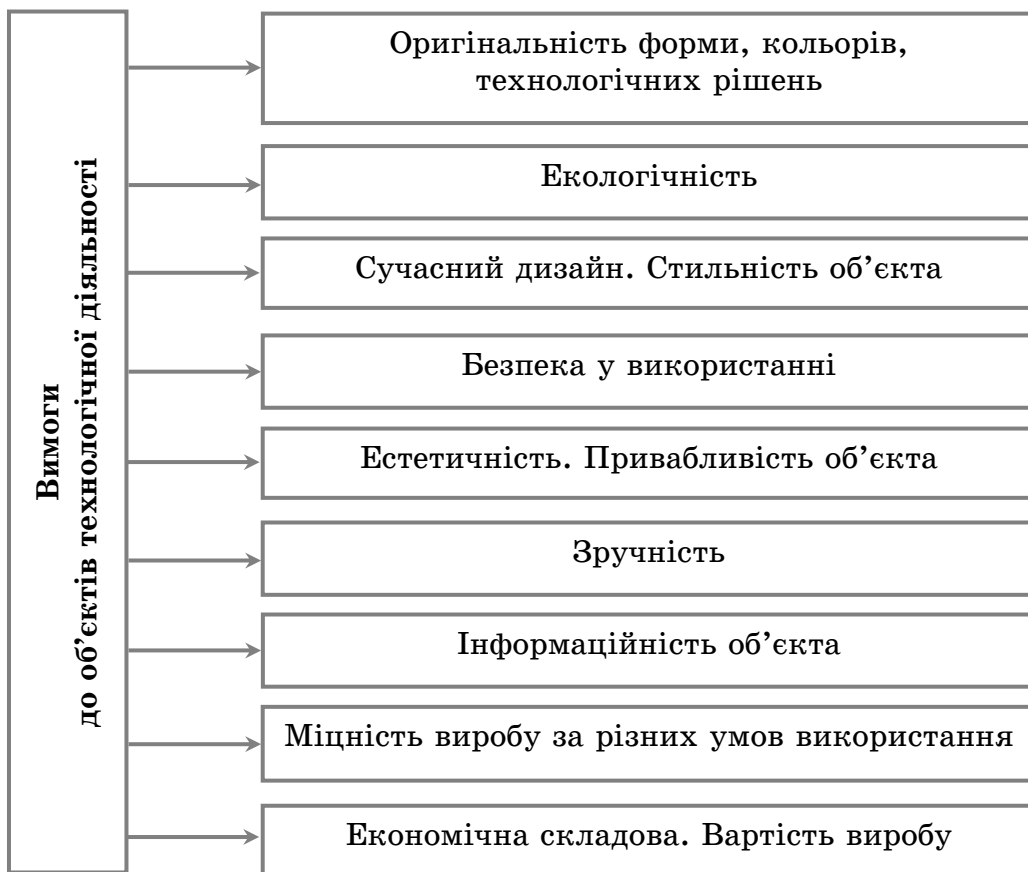 Вимоги
до об’єктів технологічної діяльності
Оригінальність форми, кольорів,
технологічних рішень
Екологічність
Сучасний дизайн. Стильність об’єкта
Безпека у використанні
Естетичність. Привабливість об’єкта
Зручність
Інформаційність об’єкта
Міцність виробу за різних умов використання
Економічна складова. Вартість виробу